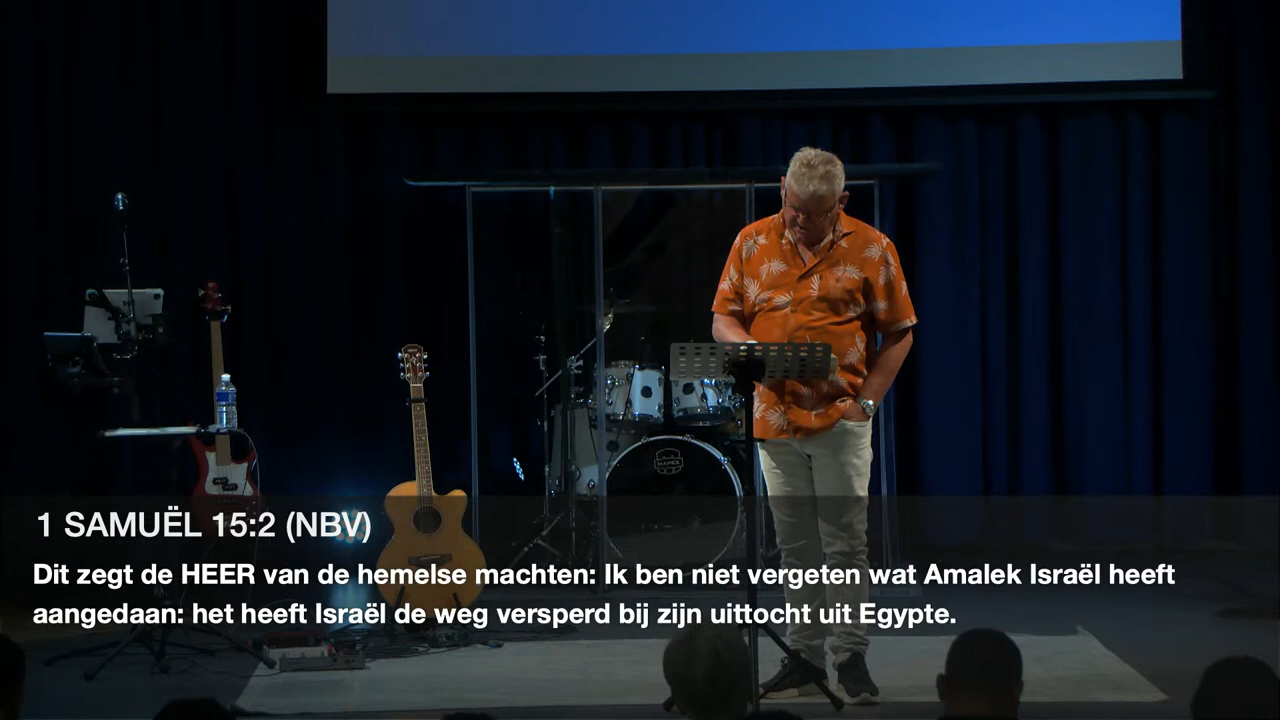 1 SAMUËL 15:2 (NBV)
Dit zegt de HEER van de hemelse machten: Ik ben niet vergeten wat Amalek Israël heeft
aangedaan: het heeft Israël de weg versperd bij zijn uittocht uit Egypte.
MAPEX